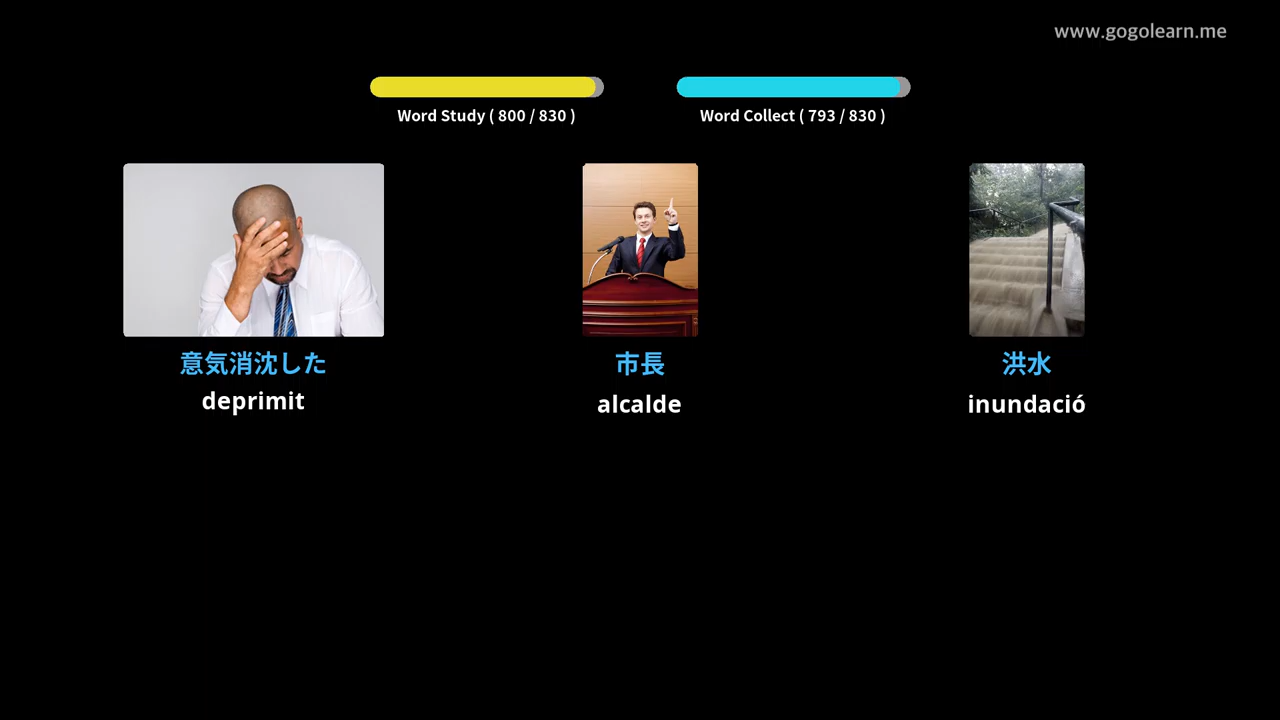 www.gogolearn.me
Word Study ( 800 / 830 )
Word Collect ( 793 / 830 )
意気消沈した
deprimit
市長
alcalde
洪水
inundació